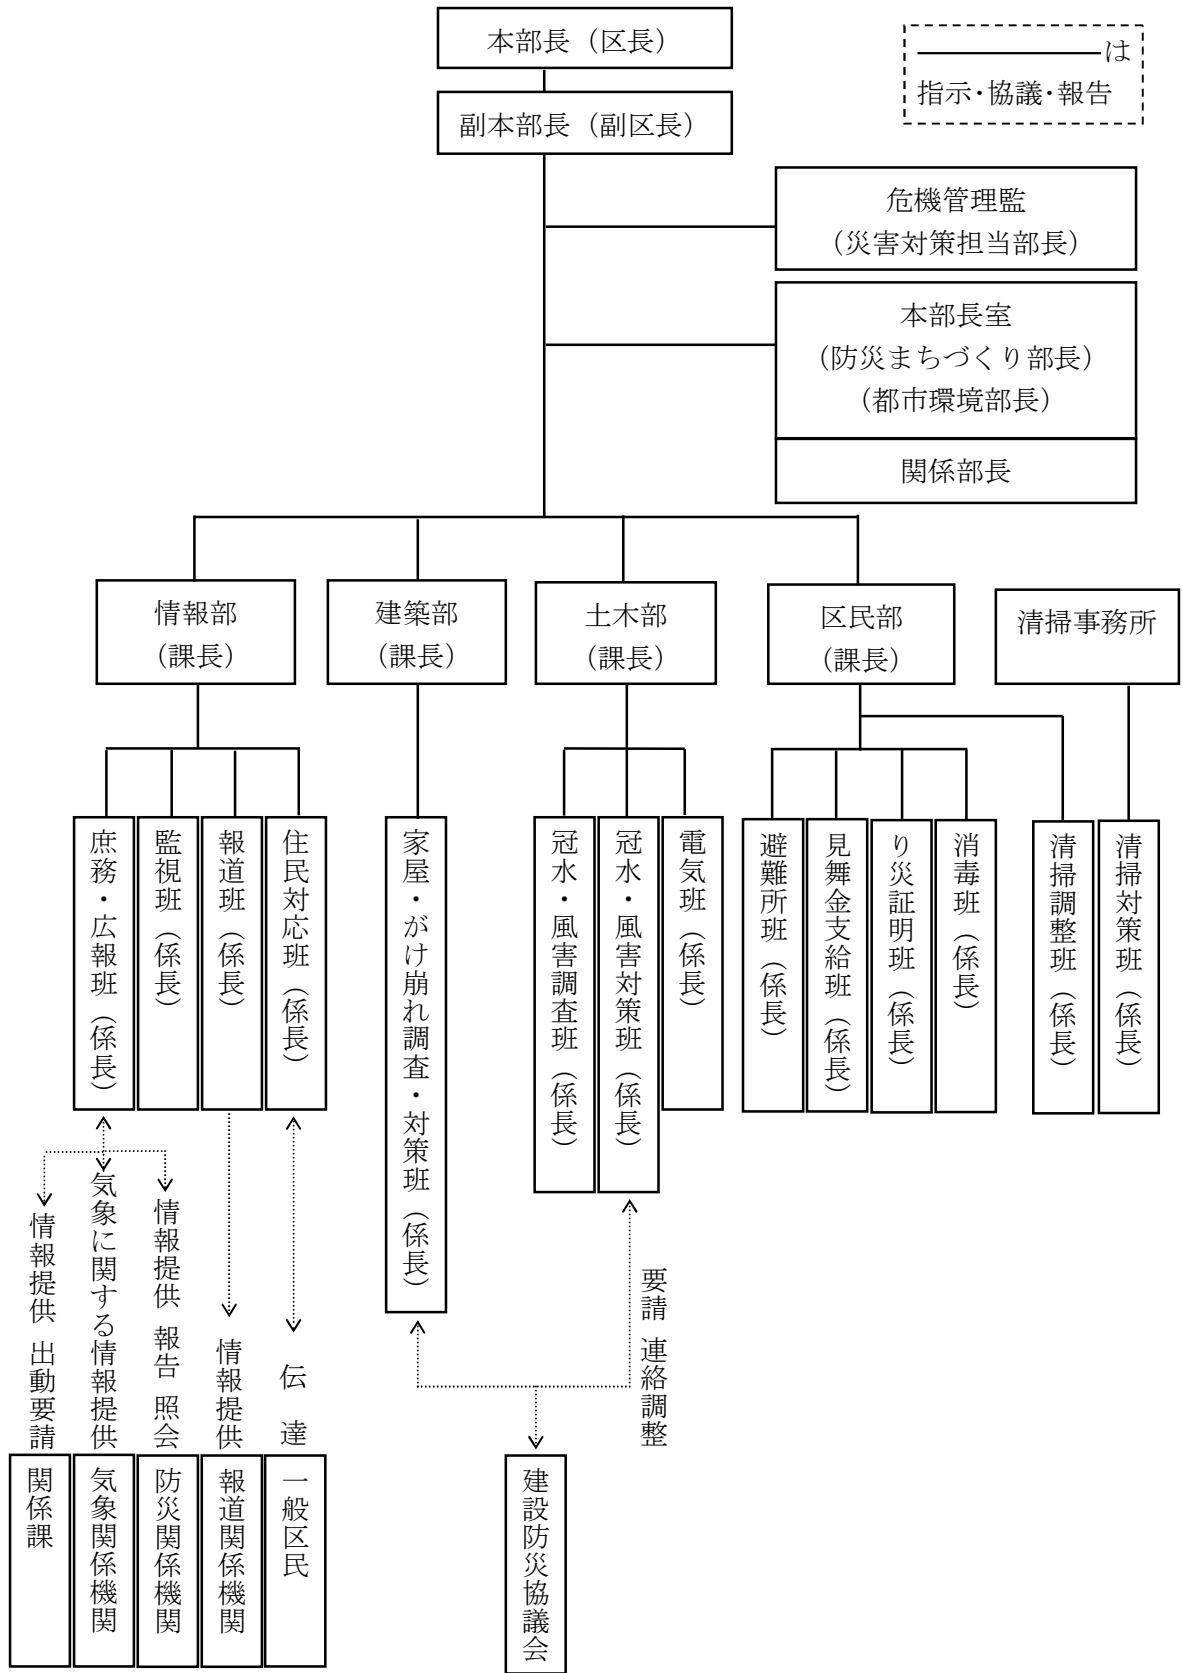 本部長（区長）
副本部長（副区長）
は
指示・協議・報告
危機管理監
（災害対策担当部長）
本部長室
（防災まちづくり部長）
（都市環境部長）
関係部長
情報部
（課長）
建築部
（課長）
土木部
（課長）
区民部
（課長）
清掃事務所
庶務・広報班（係長）
監視班（係長）
報道班（係長）
住民対応班（係長）
家屋・がけ崩れ調査・対策班（係長）
冠水・風害調査班（係長）
冠水・風害対策班（係長）
電気班（係長）
避難所班（係長）
見舞金支給班（係長）
り災証明班（係長）
消毒班（係長）
清掃調整班（係長）
清掃対策班（係長）
情報提供 出動要請
気象に関する情報提供
情報提供 報告 照会
情報提供
伝達
要請 連絡調整
関係課
気象関係機関
防災関係機関
報道関係機関
一般区民
建設防災協議会